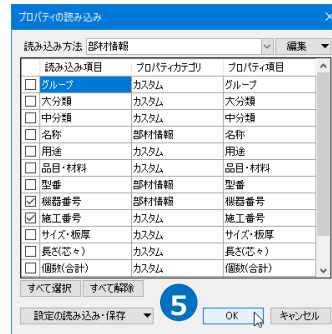 プロパティの読み込み
読み込み方法 部材情報 編集
読み込み項目 プロパティカテゴリ プロパティ項目
グループ カスタム グループ
大分類 カスタム 大分類
中分類 カスタム 中分類
名称 部材情報 名称
用途 カスタム 用途
品目・材料 カスタム 品目・材料
型番 部材情報 型番
機器番号 部材情報 機器番号
施工番号 カスタム 施工番号
サイズ・板厚 カスタム サイズ・板厚
長さ(芯々) カスタム 長さ(芯々)
個数(合計) カスタム 個数(合計)
すべて選択 すべて解除
設定の読み込み・保存 5 OK キャンセル